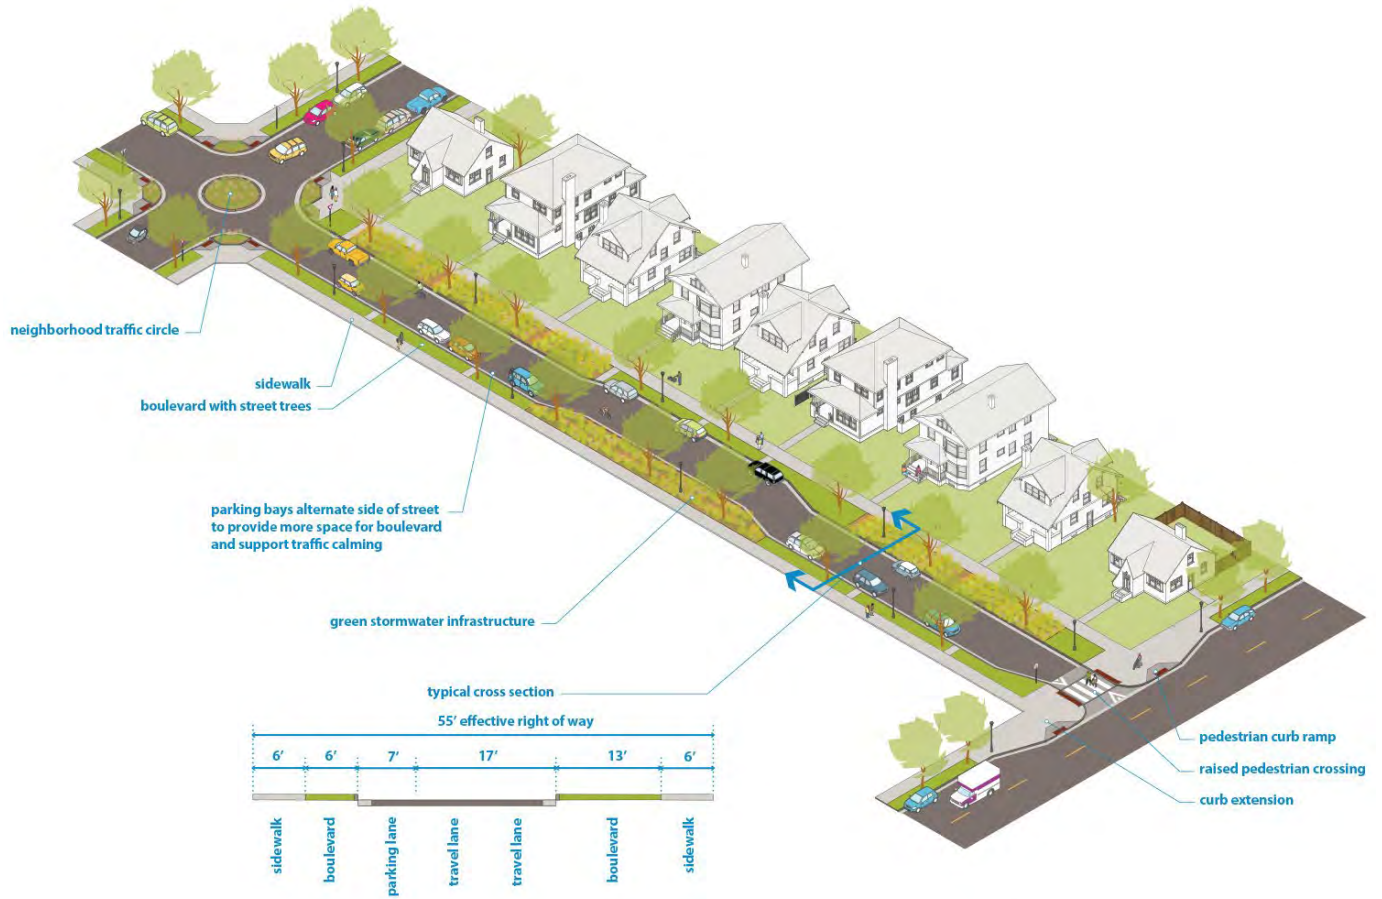 neighborhood traffic circle
sidewalk
boulevard with street trees
parking bays alternate side of street
to provide more space for boulevard
and support traffic calming
green stormwater infrastructure
typical cross section
55’ effective right of way
6’ 6’ 7’ 17’ 13’ 6’
sidewalk
boulevard
parking lane
travel lane
travel lane
boulevard
sidewalk
pedestrian curb ramp
raised pedestrian crossing
curb extension